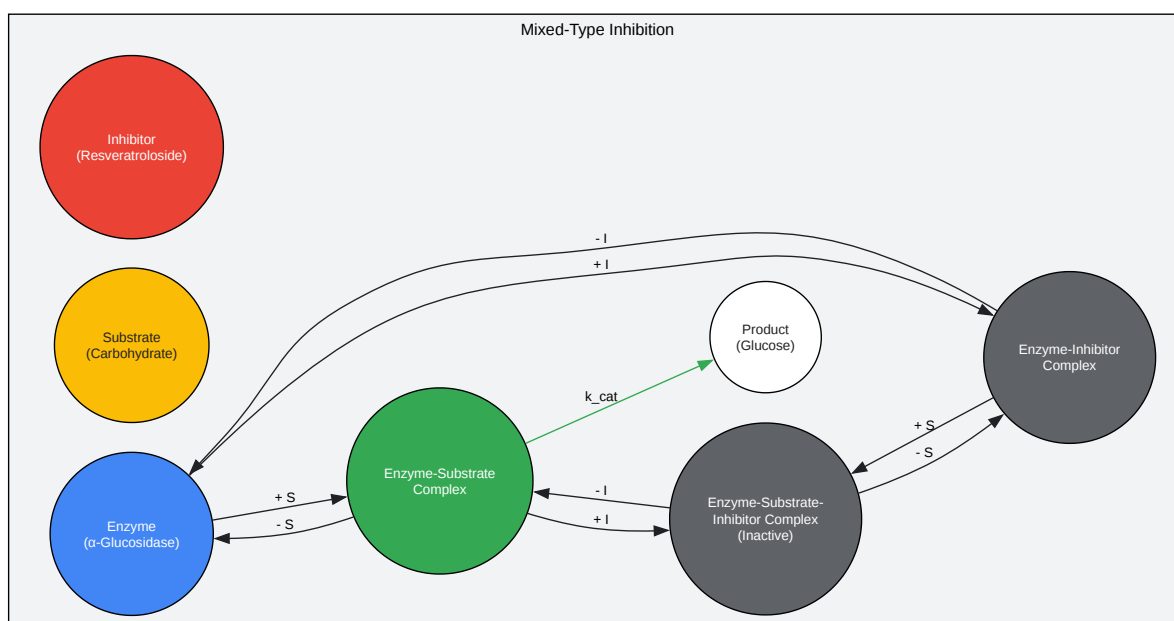 Mixed-Type Inhibition
Inhibitor
(Resveratroloside)
- I
+ I
Substrate
(Carbohydrate)
Product
(Glucose)
Enzyme-Inhibitor
Complex
k_cat
+ S
- S
Enzyme-Substrate
Complex
- I
+ I
Enzyme-Substrate-
Inhibitor Complex
(Inactive)
+ S
- S
Enzyme
(α-Glucosidase)